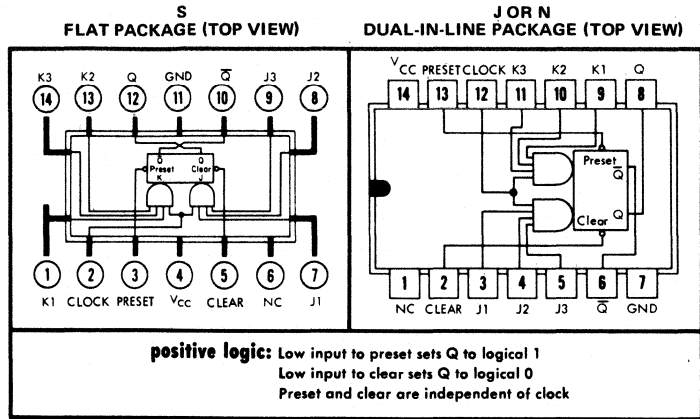 S
FLAT PACKAGE (TOP VIEW)
K3 K2 Q GND Q̅ J3 J2
14 13 12 11 10 9 8
Q̅ Q
Preset Clear
K J
1 2 3 4 5 6 7
K1 CLOCK PRESET VCC CLEAR NC J1
J OR N
DUAL-IN-LINE PACKAGE (TOP VIEW)
VCC PRESET CLOCK K3 K2 K1 Q
14 13 12 11 10 9 8
Preset
Q̅
Q
Clear
1 2 3 4 5 6 7
NC CLEAR J1 J2 J3 Q̅ GND
positive logic: Low input to preset sets Q to logical 1
Low input to clear sets Q to logical 0
Preset and clear are independent of clock